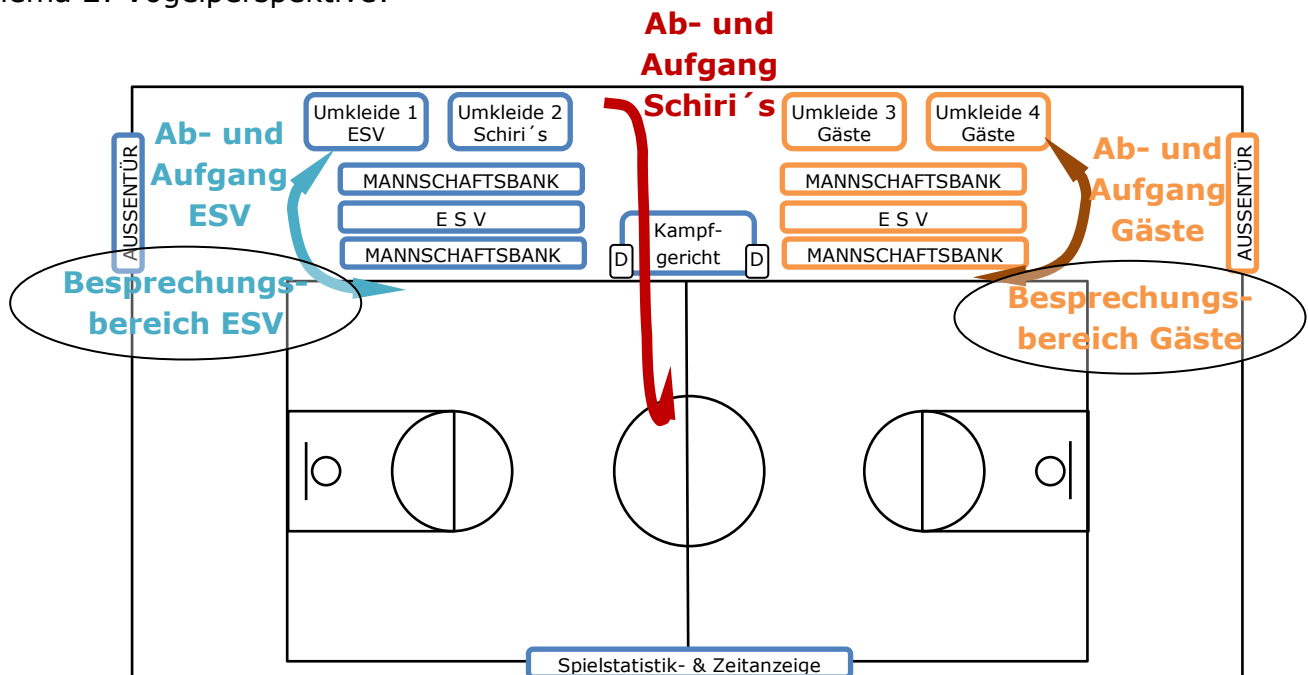 Vogelperspektive:
Ab- und
Aufgang
Schiri´s
Umkleide 1
ESV
Umkleide 2
Schiri´s
Umkleide 3
Gäste
Umkleide 4
Gäste
Ab- und
Aufgang
ESV
Ab- und
Aufgang
Gäste
AUSSENTÜR
AUSSENTÜR
MANNSCHAFTSBANK
E S V
MANNSCHAFTSBANK
MANNSCHAFTSBANK
E S V
MANNSCHAFTSBANK
D
Kampf-
gericht
D
Besprechungs-
bereich ESV
Besprechungs-
bereich Gäste
Spielstatistik- & Zeitanzeige